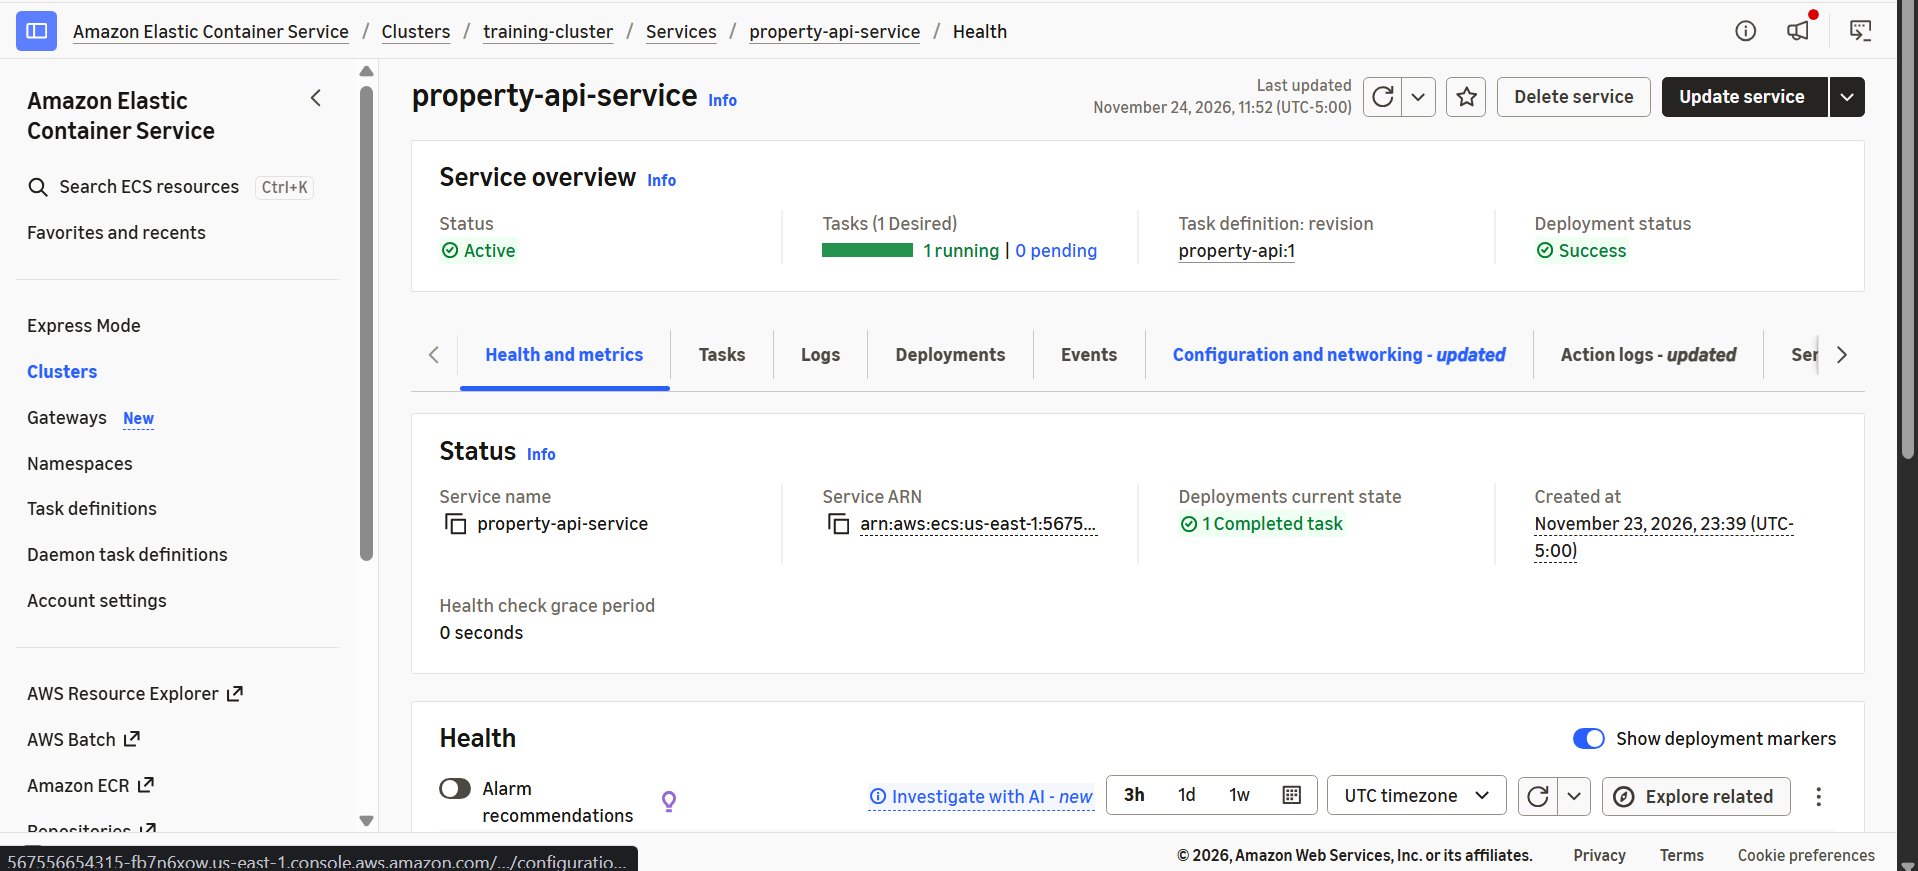 Amazon Elastic Container Service / Clusters / training-cluster / Services / property-api-service / Health
Amazon Elastic
Container Service
Search ECS resources Ctrl+K
Favorites and recents
Express Mode
Clusters
Gateways New
Namespaces
Task definitions
Daemon task definitions
Account settings
AWS Resource Explorer
AWS Batch
Amazon ECR
Repositories
property-api-service Info
Last updated
November 24, 2026, 11:52 (UTC-5:00)
Delete service
Update service
Service overview Info
Status
Active
Tasks (1 Desired)
1 running | 0 pending
Task definition: revision
property-api:1
Deployment status
Success
Health and metrics
Tasks
Logs
Deployments
Events
Configuration and networking - updated
Action logs - updated
Ser
Status Info
Service name
property-api-service
Service ARN
arn:aws:ecs:us-east-1:5675...
Deployments current state
1 Completed task
Created at
November 23, 2026, 23:39 (UTC-
5:00)
Health check grace period
0 seconds
Health
Show deployment markers
Alarm
recommendations
Investigate with AI - new
3h 1d 1w
UTC timezone
Explore related
567556654315-fb7n6xow.us-east-1.console.aws.amazon.com/.../configuratio...
© 2026, Amazon Web Services, Inc. or its affiliates. Privacy Terms Cookie preferences